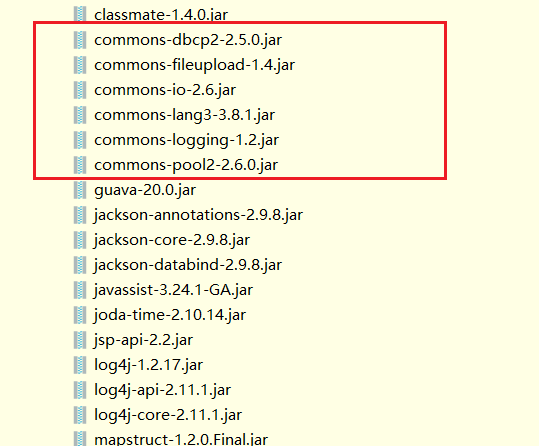 classmate-1.4.0.jar
commons-dbcp2-2.5.0.jar
commons-fileupload-1.4.jar
commons-io-2.6.jar
commons-lang3-3.8.1.jar
commons-logging-1.2.jar
commons-pool2-2.6.0.jar
guava-20.0.jar
jackson-annotations-2.9.8.jar
jackson-core-2.9.8.jar
jackson-databind-2.9.8.jar
javassist-3.24.1-GA.jar
joda-time-2.10.14.jar
jsp-api-2.2.jar
log4j-1.2.17.jar
log4j-api-2.11.1.jar
log4j-core-2.11.1.jar
mapstruct-1.2.0.Final.jar